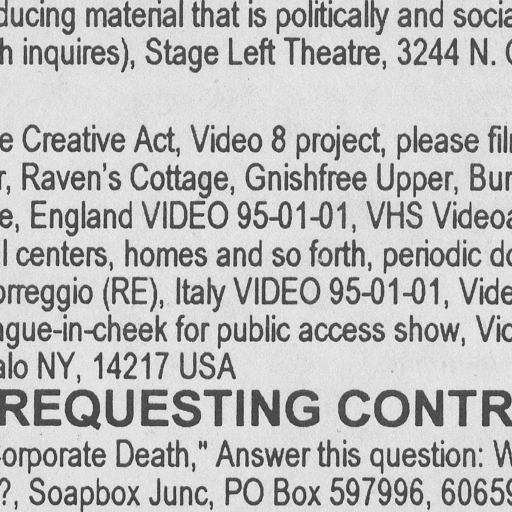 ducing material that is politically and socia
h inquires), Stage Left Theatre, 3244 N. C
e Creative Act, Video 8 project, please fil
r, Raven's Cottage, Gnishfree Upper, Bur
e, England VIDEO 95-01-01, VHS Videoa
l centers, homes and so forth, periodic do
orreggio (RE), Italy VIDEO 95-01-01, Vide
ngue-in-cheek for public access show, Vic
alo NY, 14217 USA
REQUESTING CONTR
Corporate Death," Answer this question: W
?, Soapbox Junc, PO Box 597996, 60659